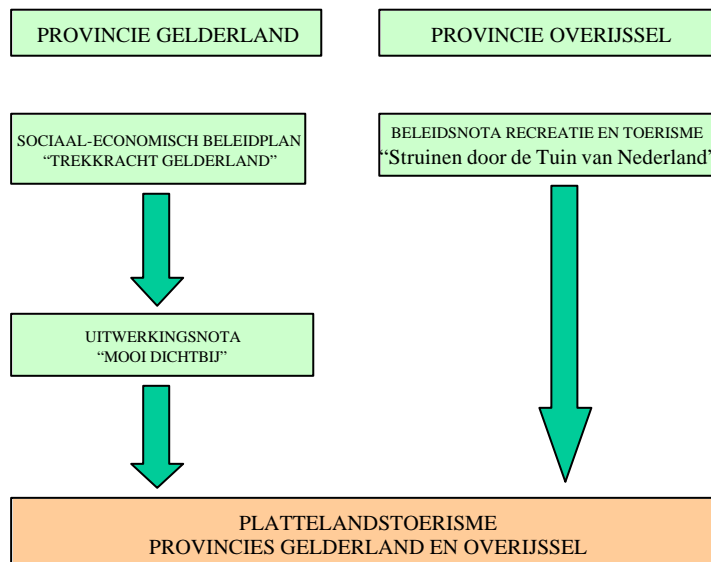 PROVINCIE GELDERLAND
PROVINCIE OVERIJSSEL
SOCIAAL-ECONOMISCH BELEIDPLAN
“TREKKRACHT GELDERLAND”
BELEIDSNOTA RECREATIE EN TOERISME
“Struinen door de Tuin van Nederland”
UITWERKINGSNOTA
“MOOI DICHTBIJ”
PLATTELANDSTOERISME
PROVINCIES GELDERLAND EN OVERIJSSEL